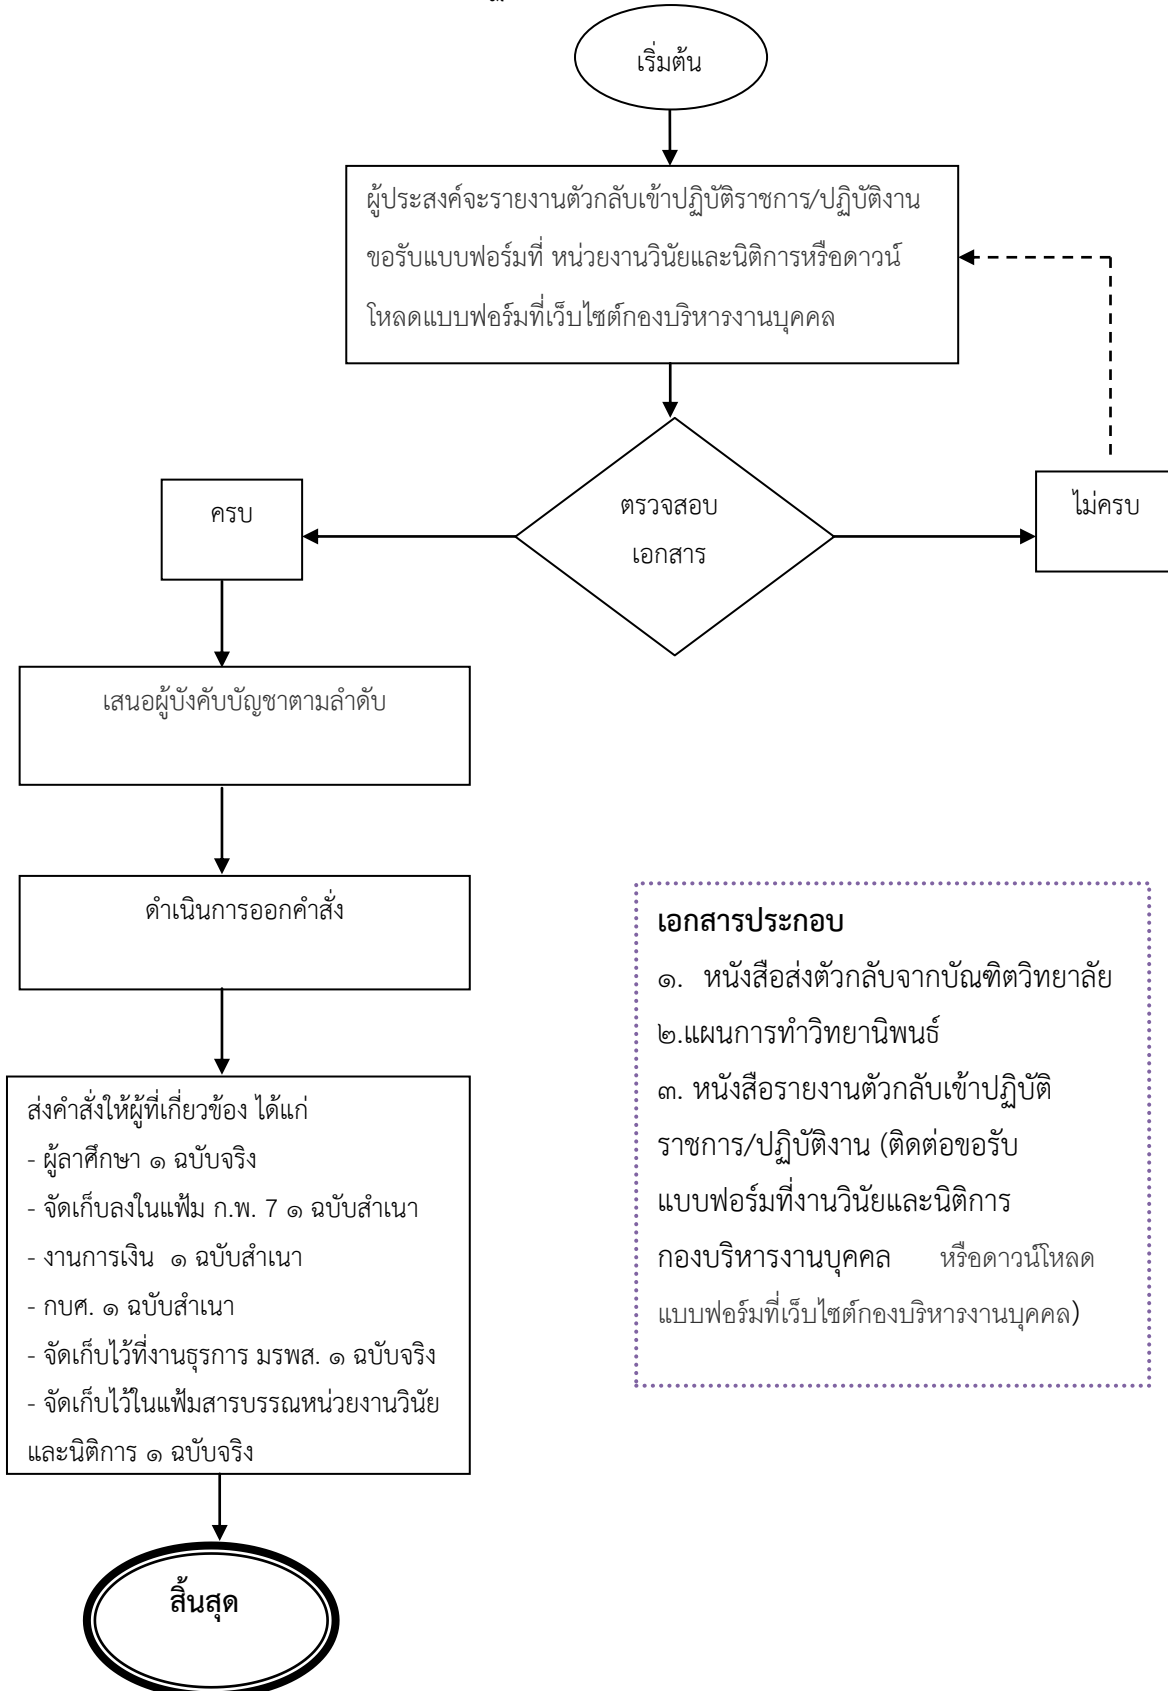 เริ่มต้น
ผู้ประสงค์จะรายงานตัวกลับเข้าปฏิบัติราชการ/ปฏิบัติงาน
ขอรับแบบฟอร์มที่ หน่วยงานวินัยและนิติการหรือดาวน์
โหลดแบบฟอร์มที่เว็บไซต์กองบริหารงานบุคคล
ตรวจสอบ
เอกสาร
ครบ
ไม่ครบ
เสนอผู้บังคับบัญชาตามลำดับ
ดำเนินการออกคำสั่ง
ส่งคำสั่งให้ผู้ที่เกี่ยวข้อง ได้แก่
- ผู้ลาศึกษา ๑ ฉบับจริง
- จัดเก็บลงในแฟ้ม ก.พ. 7 ๑ ฉบับสำเนา
- งานการเงิน ๑ ฉบับสำเนา
- กบศ. ๑ ฉบับสำเนา
- จัดเก็บไว้ที่งานธุรการ มรพส. ๑ ฉบับจริง
- จัดเก็บไว้ในแฟ้มสารบรรณหน่วยงานวินัย
และนิติการ ๑ ฉบับจริง
สิ้นสุด
เอกสารประกอบ
๑. หนังสือส่งตัวกลับจากบัณฑิตวิทยาลัย
๒.แผนการทำวิทยานิพนธ์
๓. หนังสือรายงานตัวกลับเข้าปฏิบัติ
ราชการ/ปฏิบัติงาน (ติดต่อขอรับ
แบบฟอร์มที่งานวินัยและนิติการ
กองบริหารงานบุคคล หรือดาวน์โหลด
แบบฟอร์มที่เว็บไซต์กองบริหารงานบุคคล)